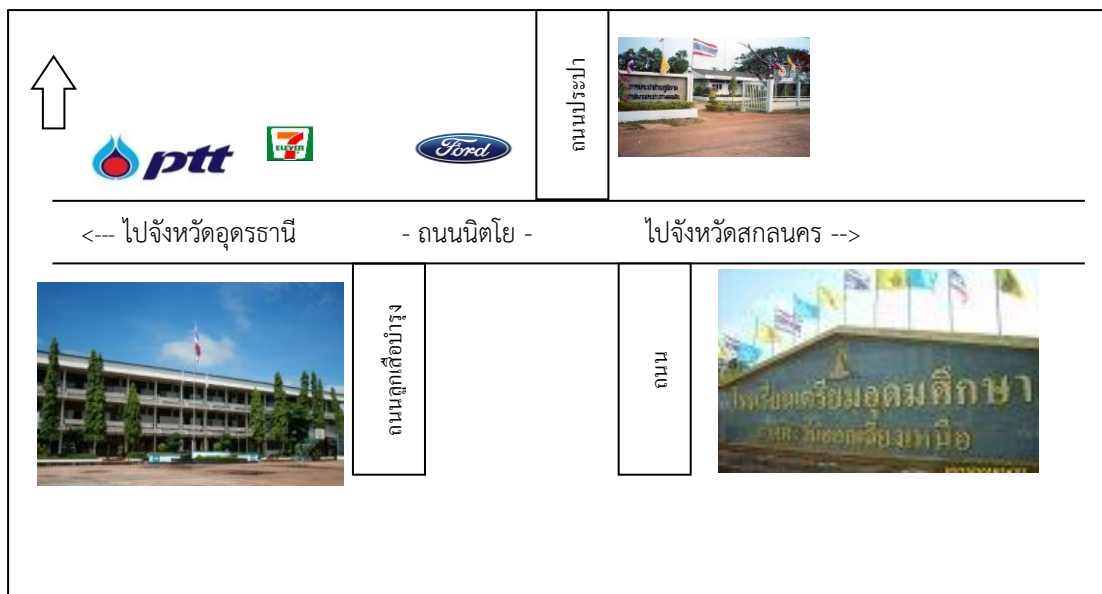 ถนนประปา
ptt
7
ELEVEN
Ford
<--- ไปจังหวัดอุดรธานี - ถนนนิตโย - ไปจังหวัดสกลนคร -->
ถนนลูกเสือบำรุง
ถนน
โรงเรียนเตรียมอุดมศึกษา